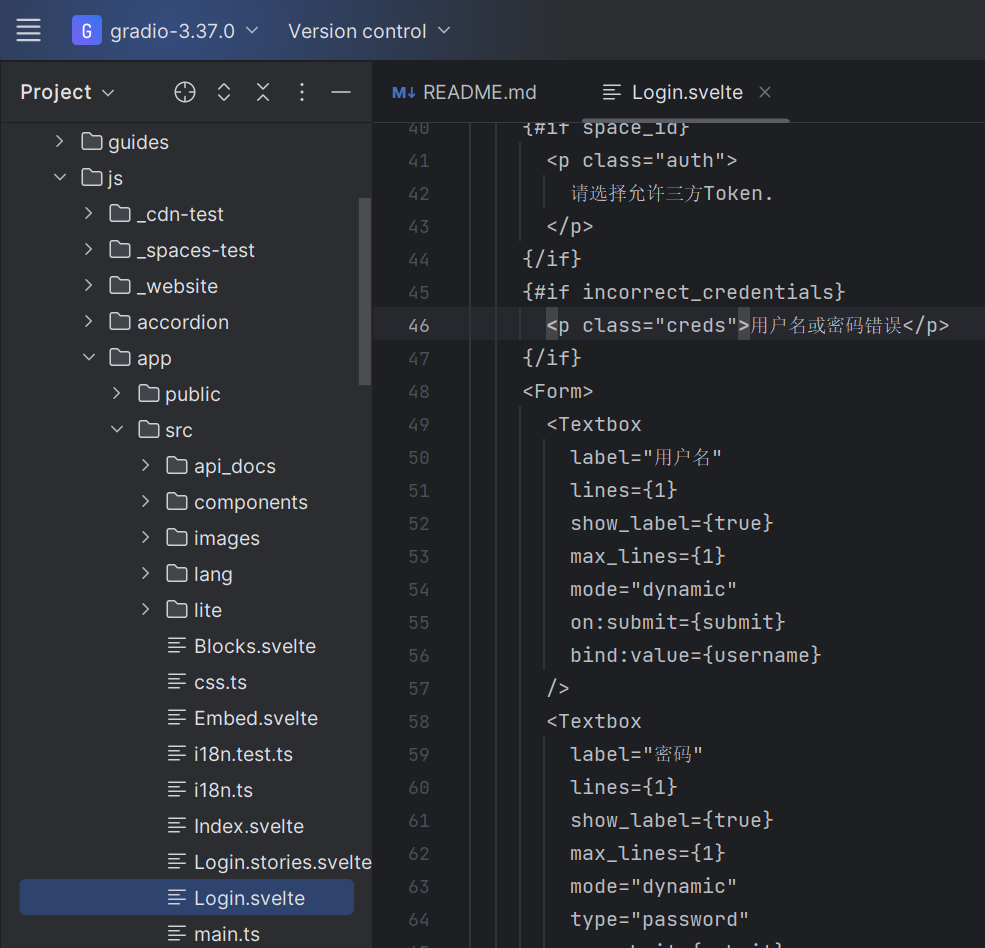 G gradio-3.37.0 Version control
Project
guides
js
_cdn-test
_spaces-test
_website
accordion
app
public
src
api_docs
components
images
lang
lite
Blocks.svelte
css.ts
Embed.svelte
i18n.test.ts
i18n.ts
Index.svelte
Login.stories.svelte
Login.svelte
main.ts
M↓ README.md Login.svelte
40 {#if space_id}
41 <p class="auth">
42 请选择允许三方Token.
43 </p>
44 {/if}
45 {#if incorrect_credentials}
46 <p class="creds">用户名或密码错误</p>
47 {/if}
48 <Form>
49 <Textbox
50 label="用户名"
51 lines={1}
52 show_label={true}
53 max_lines={1}
54 mode="dynamic"
55 on:submit={submit}
56 bind:value={username}
57 />
58 <Textbox
59 label="密码"
60 lines={1}
61 show_label={true}
62 max_lines={1}
63 mode="dynamic"
64 type="password"